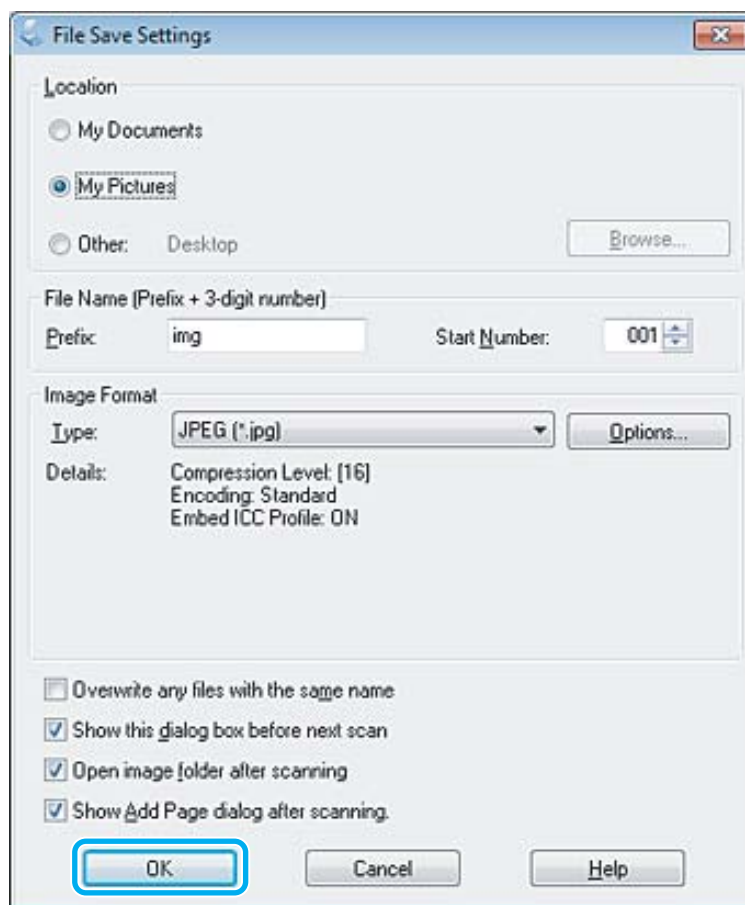 File Save Settings
Location
My Documents
My Pictures
Other: Desktop Browse...
File Name (Prefix + 3-digit number)
Prefix: img Start Number: 001
Image Format
Type: JPEG (*.jpg) Options...
Details: Compression Level: [16]
Encoding: Standard
Embed ICC Profile: ON
Overwrite any files with the same name
Show this dialog box before next scan
Open image folder after scanning
Show Add Page dialog after scanning.
OK Cancel Help